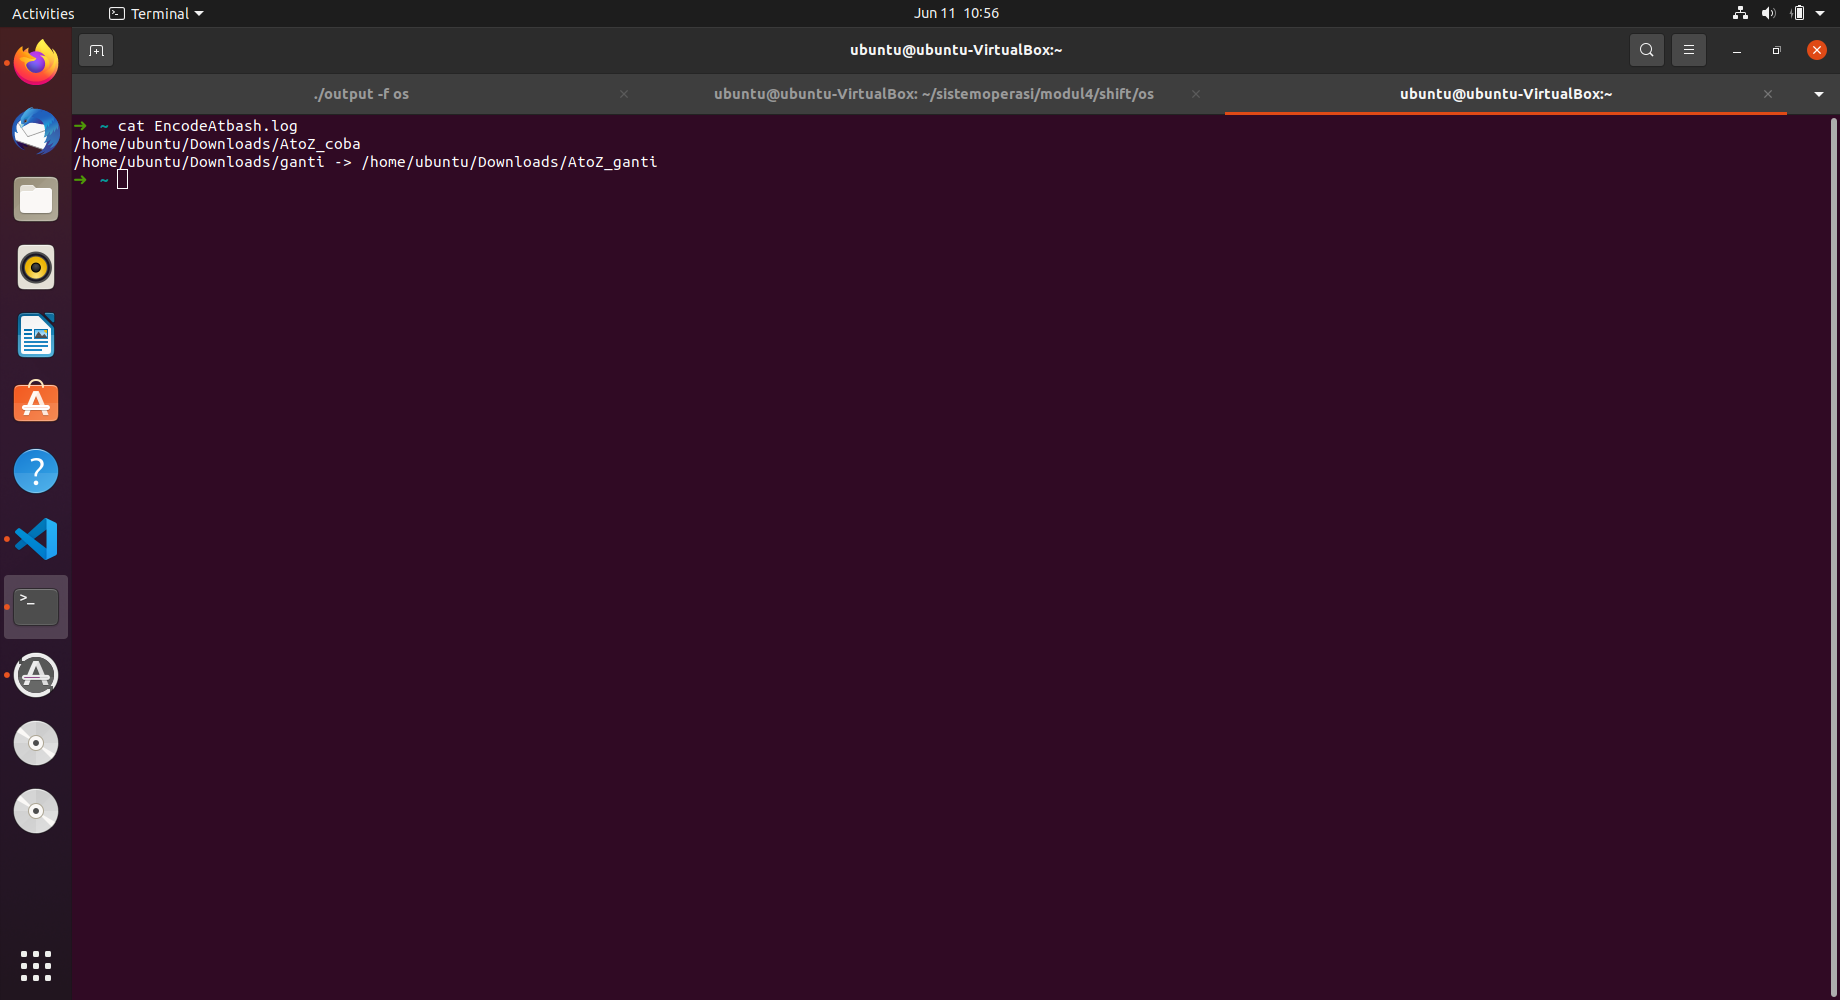 Activities
Terminal
Jun 11 10:56
ubuntu@ubuntu-VirtualBox:~
./output -f os
ubuntu@ubuntu-VirtualBox: ~/sistemoperasi/modul4/shift/os
ubuntu@ubuntu-VirtualBox:~
➜ ~ cat EncodeAtbash.log
/home/ubuntu/Downloads/AtoZ_coba
/home/ubuntu/Downloads/ganti -> /home/ubuntu/Downloads/AtoZ_ganti
➜ ~